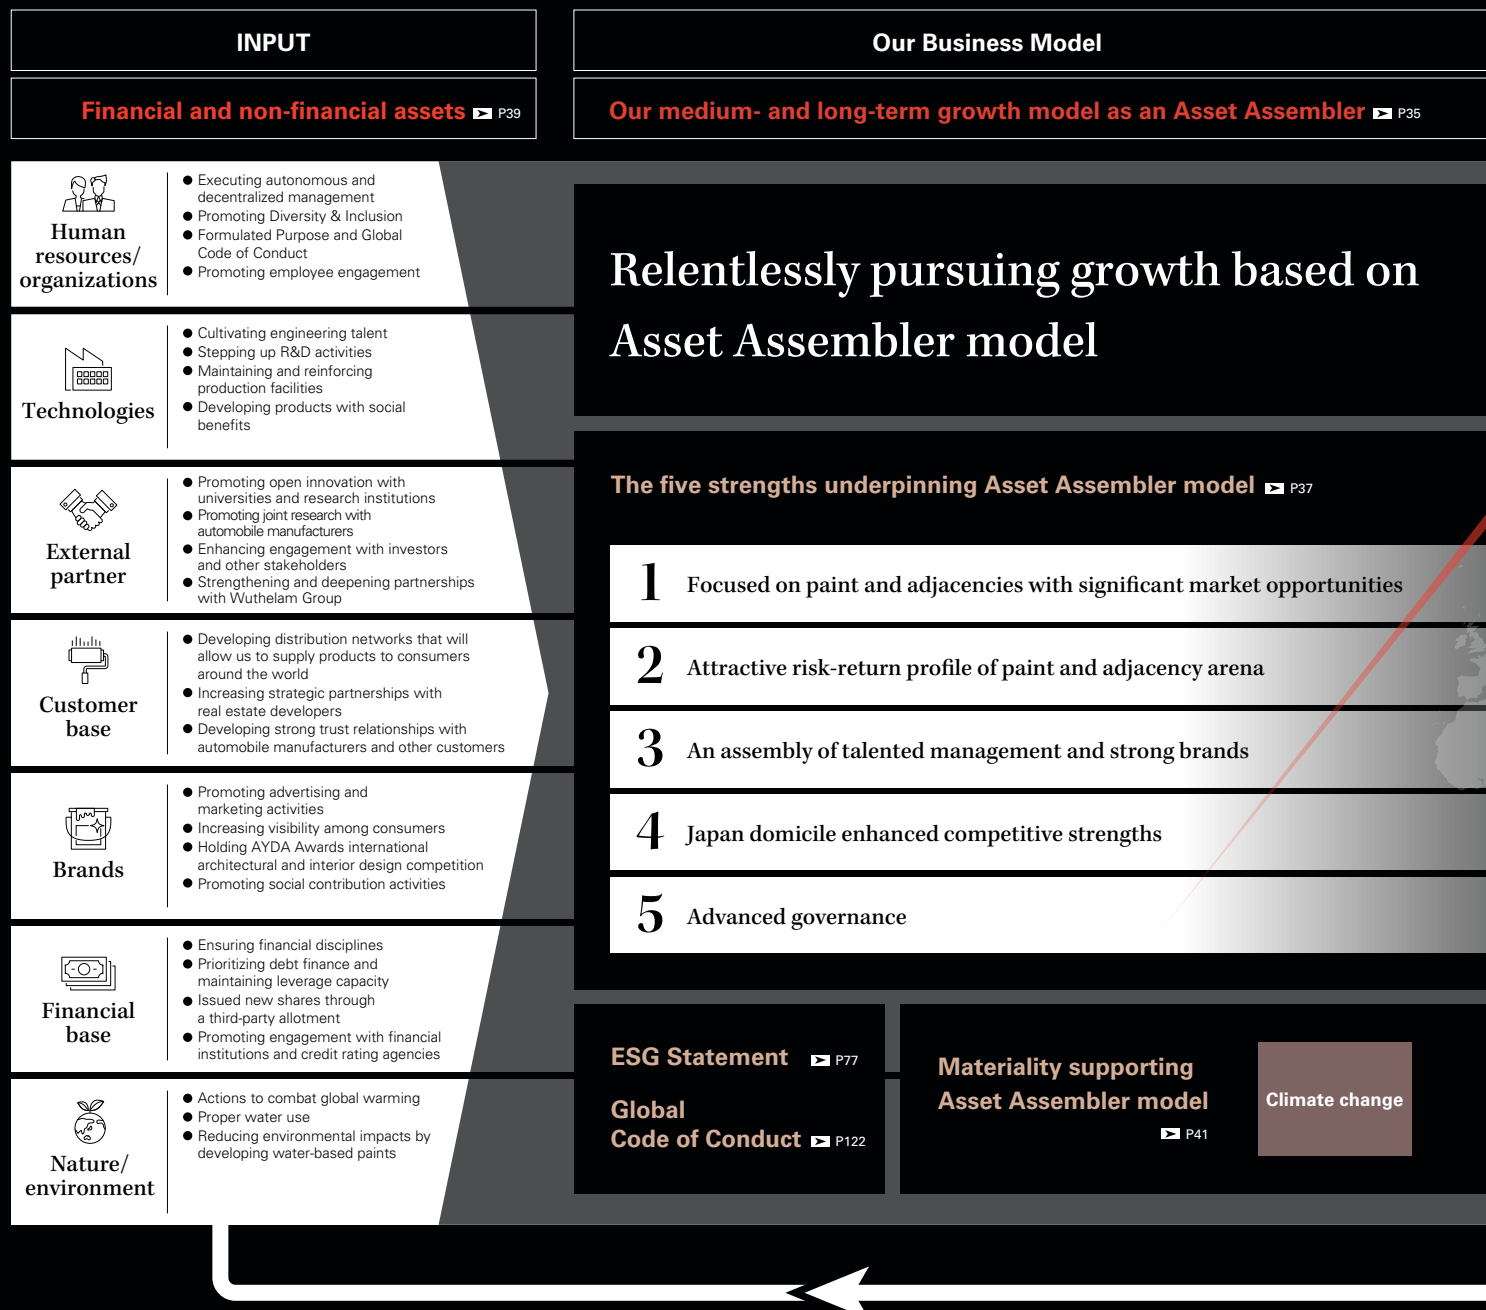 INPUT
Financial and non-financial assets P39
Human
resources/
organizations
● Executing autonomous and
decentralized management
● Promoting Diversity & Inclusion
● Formulated Purpose and Global
Code of Conduct
● Promoting employee engagement
Technologies
● Cultivating engineering talent
● Stepping up R&D activities
● Maintaining and reinforcing
production facilities
● Developing products with social
benefits
External
partner
● Promoting open innovation with
universities and research institutions
● Promoting joint research with
automobile manufacturers
● Enhancing engagement with investors
and other stakeholders
● Strengthening and deepening partnerships
with Wuthelam Group
Customer
base
● Developing distribution networks that will
allow us to supply products to consumers
around the world
● Increasing strategic partnerships with
real estate developers
● Developing strong trust relationships with
automobile manufacturers and other customers
Brands
● Promoting advertising and
marketing activities
● Increasing visibility among consumers
● Holding AYDA Awards international
architectural and interior design competition
● Promoting social contribution activities
Financial
base
● Ensuring financial disciplines
● Prioritizing debt finance and
maintaining leverage capacity
● Issued new shares through
a third-party allotment
● Promoting engagement with financial
institutions and credit rating agencies
Nature/
environment
● Actions to combat global warming
● Proper water use
● Reducing environmental impacts by
developing water-based paints
Our Business Model
Our medium- and long-term growth model as an Asset Assembler P35
Relentlessly pursuing growth based on
Asset Assembler model
The five strengths underpinning Asset Assembler model P37
1 Focused on paint and adjacencies with significant market opportunities
2 Attractive risk-return profile of paint and adjacency arena
3 An assembly of talented management and strong brands
4 Japan domicile enhanced competitive strengths
5 Advanced governance
ESG Statement P77
Global
Code of Conduct P122
Materiality supporting
Asset Assembler model
P41
Climate change